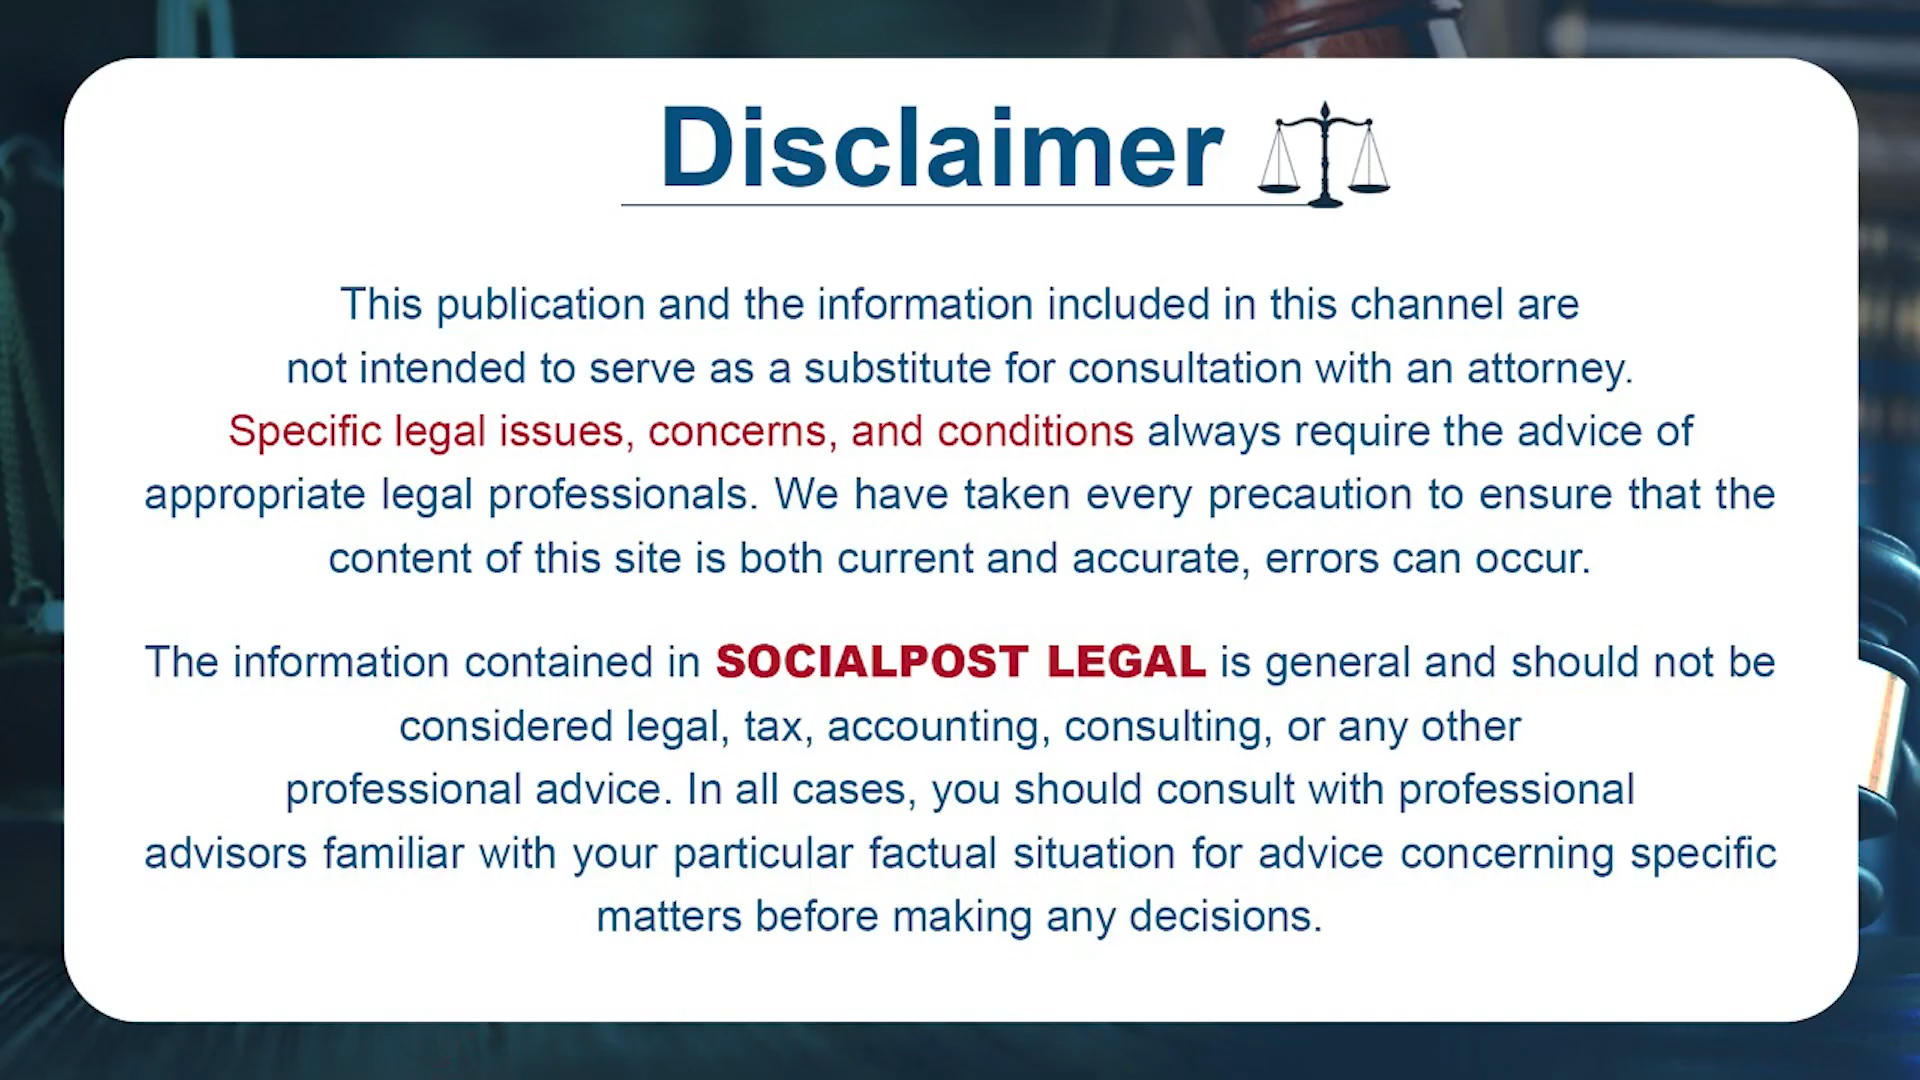 Disclaimer
This publication and the information included in this channel are
not intended to serve as a substitute for consultation with an attorney.
Specific legal issues, concerns, and conditions always require the advice of
appropriate legal professionals. We have taken every precaution to ensure that the
content of this site is both current and accurate, errors can occur.
The information contained in SOCIALPOST LEGAL is general and should not be
considered legal, tax, accounting, consulting, or any other
professional advice. In all cases, you should consult with professional
advisors familiar with your particular factual situation for advice concerning specific
matters before making any decisions.